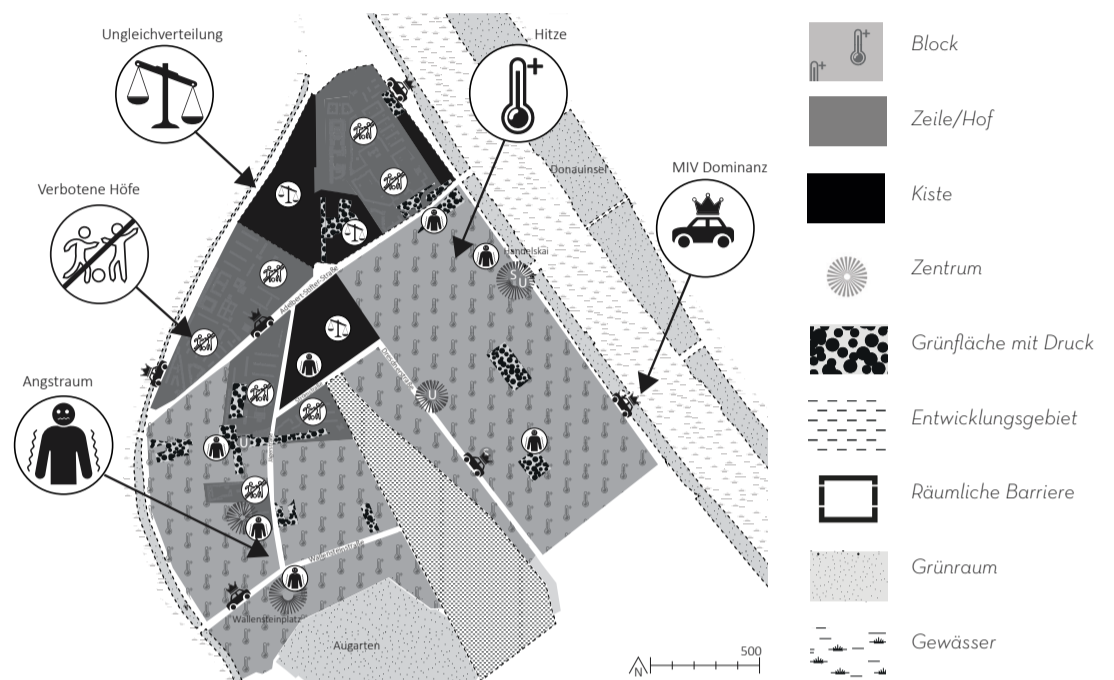 Ungleichverteilung
Hitze
MIV Dominanz
Verbotene Höfe
Angstraum
Donauinsel
Handelskai
S
U
Adalbert-Stifter-Straße
U
U
Wallensteinstraße
Wallensteinplatz
Augarten
N
500
Block
Zeile/Hof
Kiste
Zentrum
Grünfläche mit Druck
Entwicklungsgebiet
Räumliche Barriere
Grünraum
Gewässer